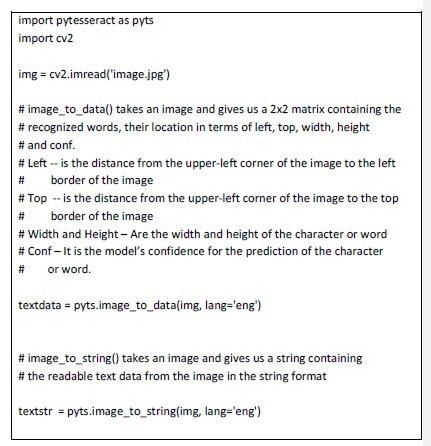 import pytesseract as pyts
import cv2
img = cv2.imread('image.jpg')
# image_to_data() takes an image and gives us a 2x2 matrix containing the
# recognized words, their location in terms of left, top, width, height
# and conf.
# Left -- is the distance from the upper-left corner of the image to the left
# border of the image
# Top -- is the distance from the upper-left corner of the image to the top
# border of the image
# Width and Height – Are the width and height of the character or word
# Conf – It is the model's confidence for the prediction of the character
# or word.
textdata = pyts.image_to_data(img, lang='eng')
# image_to_string() takes an image and gives us a string containing
# the readable text data from the image in the string format
textstr = pyts.image_to_string(img, lang='eng')